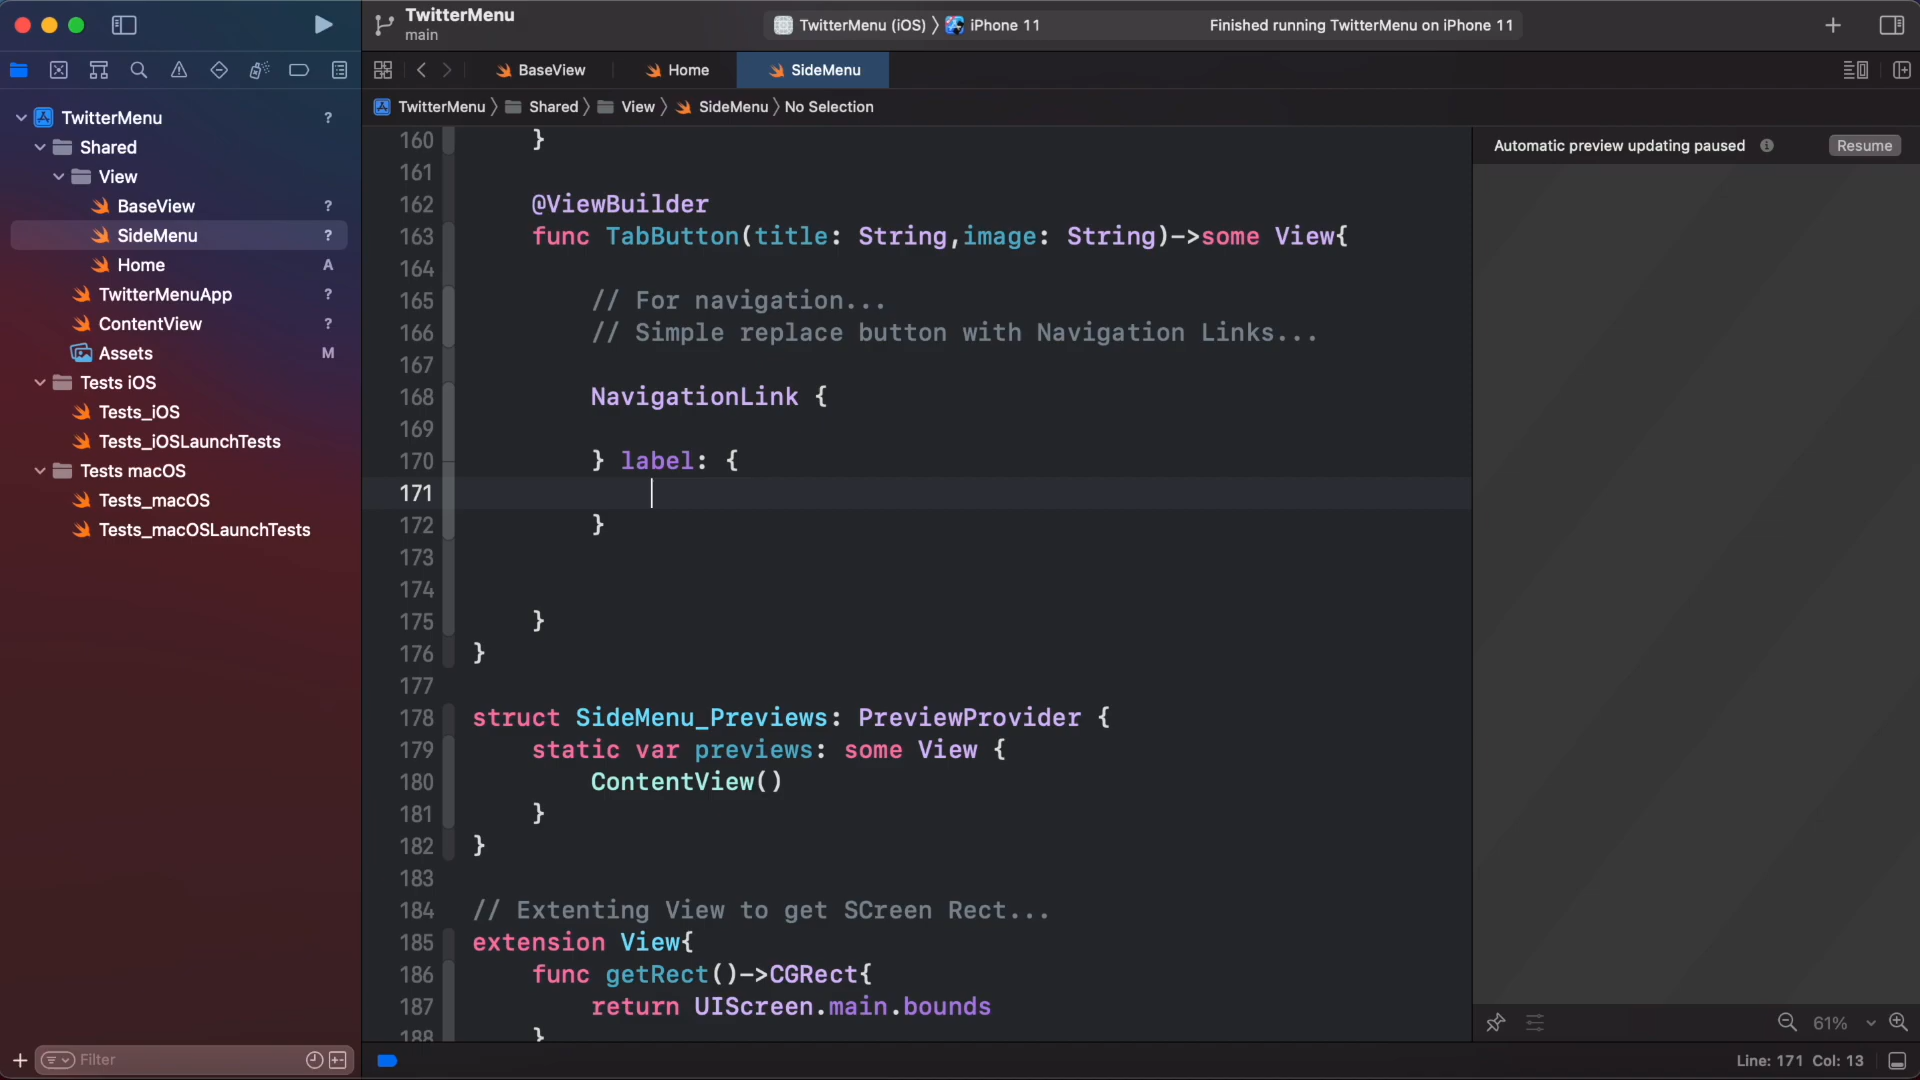 TwitterMenu
main
TwitterMenu (iOS) 〉 iPhone 11
Finished running TwitterMenu on iPhone 11
BaseView
Home
SideMenu
TwitterMenu 〉 Shared 〉 View 〉 SideMenu 〉 No Selection
TwitterMenu ?
Shared
View
BaseView ?
SideMenu ?
Home A
TwitterMenuApp ?
ContentView ?
Assets M
Tests iOS
Tests_iOS
Tests_iOSLaunchTests
Tests macOS
Tests_macOS
Tests_macOSLaunchTests
Filter
160 }
161
162 @ViewBuilder
163 func TabButton(title: String,image: String)->some View{
164
165 // For navigation...
166 // Simple replace button with Navigation Links...
167
168 NavigationLink {
169
170 } label: {
171
172 }
173
174
175 }
176 }
177
178 struct SideMenu_Previews: PreviewProvider {
179 static var previews: some View {
180 ContentView()
181 }
182 }
183
184 // Extenting View to get SCreen Rect...
185 extension View{
186 func getRect()->CGRect{
187 return UIScreen.main.bounds
188 }
Automatic preview updating paused
Resume
61%
Line: 171 Col: 13